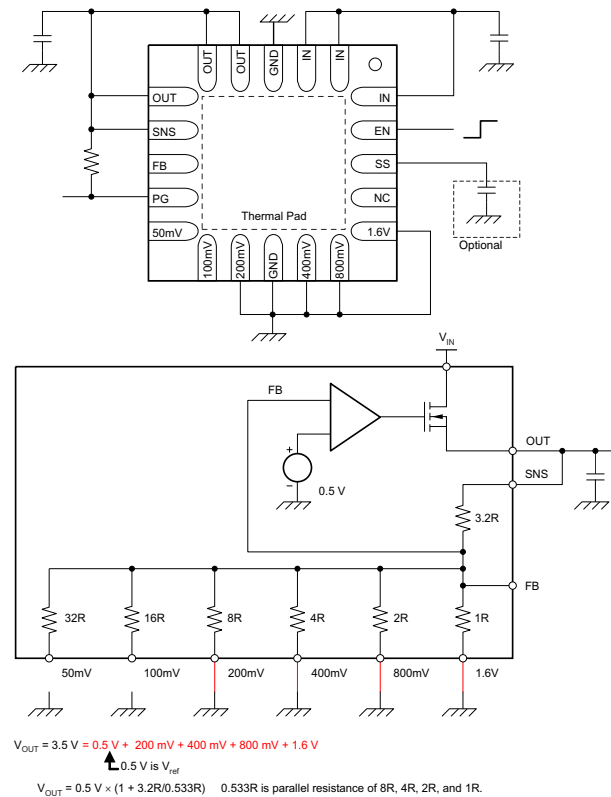 OUT
OUT
GND
IN
IN
OUT
SNS
FB
PG
50mV
IN
EN
SS
NC
1.6V
Thermal Pad
100mV
200mV
GND
400mV
800mV
Optional
VIN
FB
OUT
+
−
0.5 V
SNS
3.2R
FB
32R
16R
8R
4R
2R
1R
50mV
100mV
200mV
400mV
800mV
1.6V
VOUT = 3.5 V = 0.5 V + 200 mV + 400 mV + 800 mV + 1.6 V
0.5 V is Vref
VOUT = 0.5 V × (1 + 3.2R/0.533R) 0.533R is parallel resistance of 8R, 4R, 2R, and 1R.